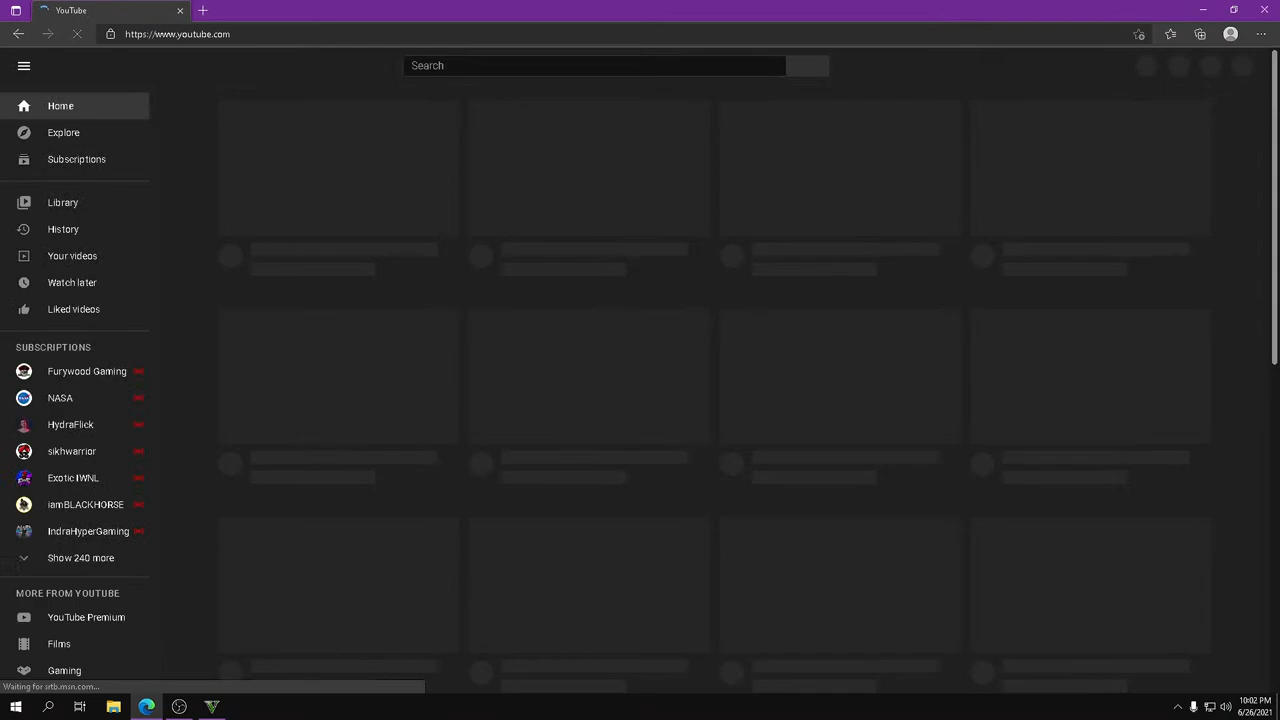 YouTube
https://www.youtube.com
Search
Home
Explore
Subscriptions
Library
History
Your videos
Watch later
Liked videos
SUBSCRIPTIONS
Furywood Gaming
NASA
HydraFlick
sikhwarrior
Exotic IWNL
iamBLACKHORSE
IndraHyperGaming
Show 240 more
MORE FROM YOUTUBE
YouTube Premium
Films
Gaming
Waiting for srtb.msn.com...
10:02 PM
6/26/2021